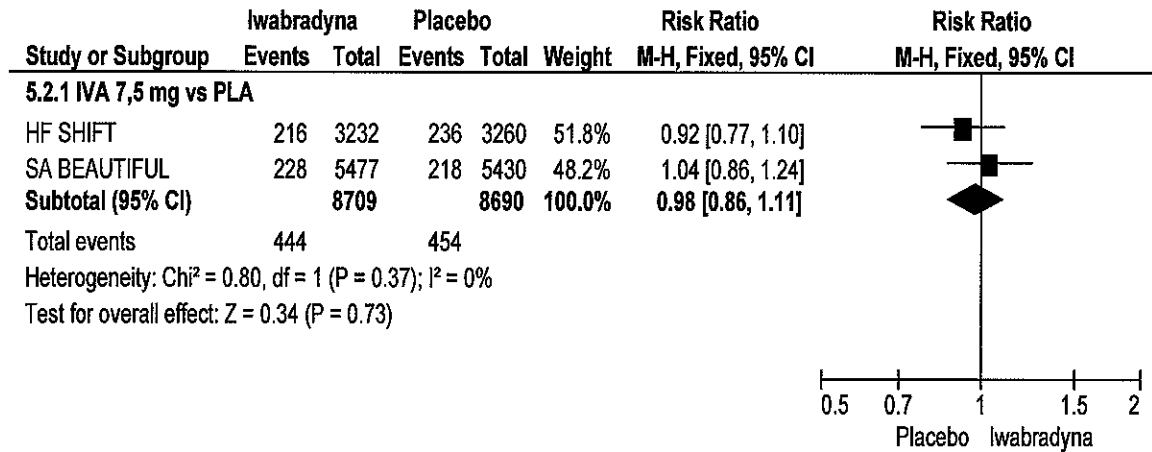 Iwabradyna Placebo Risk Ratio Risk Ratio
Study or Subgroup Events Total Events Total Weight M-H, Fixed, 95% CI M-H, Fixed, 95% CI
5.2.1 IVA 7,5 mg vs PLA
HF SHIFT 216 3232 236 3260 51.8% 0.92 [0.77, 1.10]
SA BEAUTIFUL 228 5477 218 5430 48.2% 1.04 [0.86, 1.24]
Subtotal (95% CI) 8709 8690 100.0% 0.98 [0.86, 1.11]
Total events 444 454
Heterogeneity: Chi² = 0.80, df = 1 (P = 0.37); I² = 0%
Test for overall effect: Z = 0.34 (P = 0.73)
0.5 0.7 1 1.5 2
Placebo Iwabradyna